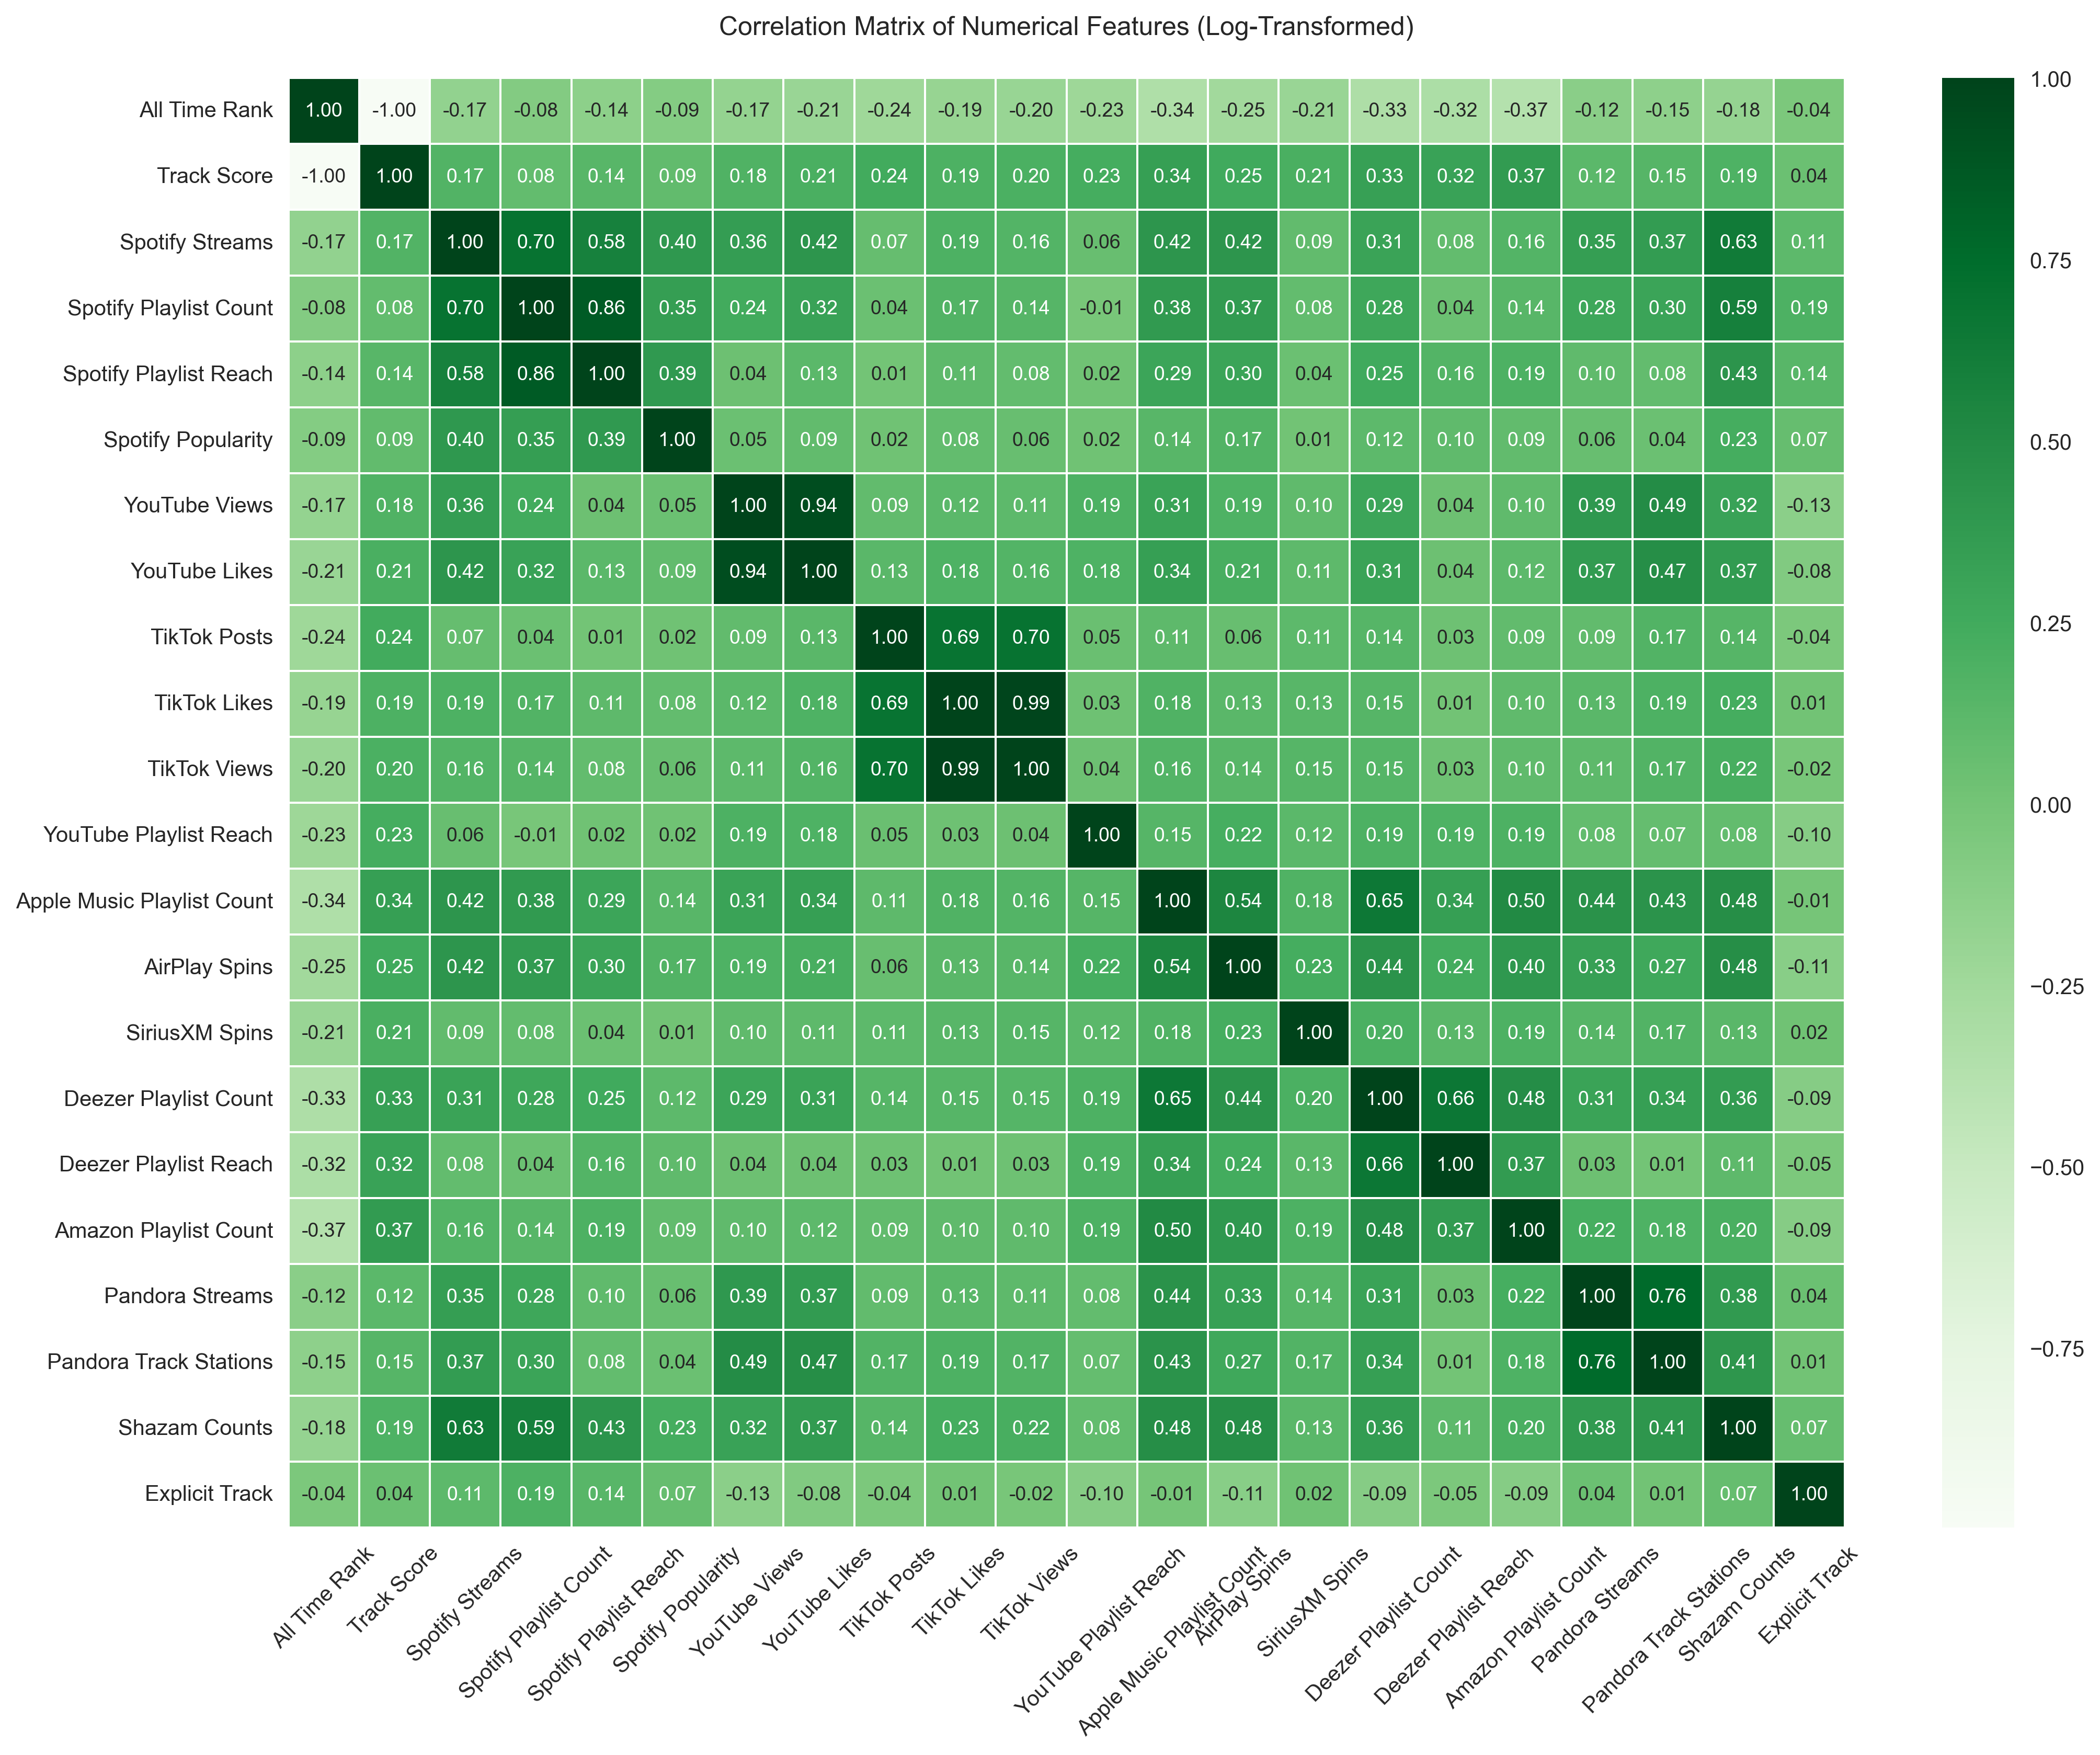 Correlation Matrix of Numerical Features (Log-Transformed)
All Time Rank 1.00 -1.00 -0.17 -0.08 -0.14 -0.09 -0.17 -0.21 -0.24 -0.19 -0.20 -0.23 -0.34 -0.25 -0.21 -0.33 -0.32 -0.37 -0.12 -0.15 -0.18 -0.04
Track Score -1.00 1.00 0.17 0.08 0.14 0.09 0.18 0.21 0.24 0.19 0.20 0.23 0.34 0.25 0.21 0.33 0.32 0.37 0.12 0.15 0.19 0.04
Spotify Streams -0.17 0.17 1.00 0.70 0.58 0.40 0.36 0.42 0.07 0.19 0.16 0.06 0.42 0.42 0.09 0.31 0.08 0.16 0.35 0.37 0.63 0.11
Spotify Playlist Count -0.08 0.08 0.70 1.00 0.86 0.35 0.24 0.32 0.04 0.17 0.14 -0.01 0.38 0.37 0.08 0.28 0.04 0.14 0.28 0.30 0.59 0.19
Spotify Playlist Reach -0.14 0.14 0.58 0.86 1.00 0.39 0.04 0.13 0.01 0.11 0.08 0.02 0.29 0.30 0.04 0.25 0.16 0.19 0.10 0.08 0.43 0.14
Spotify Popularity -0.09 0.09 0.40 0.35 0.39 1.00 0.05 0.09 0.02 0.08 0.06 0.02 0.14 0.17 0.01 0.12 0.10 0.09 0.06 0.04 0.23 0.07
YouTube Views -0.17 0.18 0.36 0.24 0.04 0.05 1.00 0.94 0.09 0.12 0.11 0.19 0.31 0.19 0.10 0.29 0.04 0.10 0.39 0.49 0.32 -0.13
YouTube Likes -0.21 0.21 0.42 0.32 0.13 0.09 0.94 1.00 0.13 0.18 0.16 0.18 0.34 0.21 0.11 0.31 0.04 0.12 0.37 0.47 0.37 -0.08
TikTok Posts -0.24 0.24 0.07 0.04 0.01 0.02 0.09 0.13 1.00 0.69 0.70 0.05 0.11 0.06 0.11 0.14 0.03 0.09 0.09 0.17 0.14 -0.04
TikTok Likes -0.19 0.19 0.19 0.17 0.11 0.08 0.12 0.18 0.69 1.00 0.99 0.03 0.18 0.13 0.13 0.15 0.01 0.10 0.13 0.19 0.23 0.01
TikTok Views -0.20 0.20 0.16 0.14 0.08 0.06 0.11 0.16 0.70 0.99 1.00 0.04 0.16 0.14 0.15 0.15 0.03 0.10 0.11 0.17 0.22 -0.02
YouTube Playlist Reach -0.23 0.23 0.06 -0.01 0.02 0.02 0.19 0.18 0.05 0.03 0.04 1.00 0.15 0.22 0.12 0.19 0.19 0.19 0.08 0.07 0.08 -0.10
Apple Music Playlist Count -0.34 0.34 0.42 0.38 0.29 0.14 0.31 0.34 0.11 0.18 0.16 0.15 1.00 0.54 0.18 0.65 0.34 0.50 0.44 0.43 0.48 -0.01
AirPlay Spins -0.25 0.25 0.42 0.37 0.30 0.17 0.19 0.21 0.06 0.13 0.14 0.22 0.54 1.00 0.23 0.44 0.24 0.40 0.33 0.27 0.48 -0.11
SiriusXM Spins -0.21 0.21 0.09 0.08 0.04 0.01 0.10 0.11 0.11 0.13 0.15 0.12 0.18 0.23 1.00 0.20 0.13 0.19 0.14 0.17 0.13 0.02
Deezer Playlist Count -0.33 0.33 0.31 0.28 0.25 0.12 0.29 0.31 0.14 0.15 0.15 0.19 0.65 0.44 0.20 1.00 0.66 0.48 0.31 0.34 0.36 -0.09
Deezer Playlist Reach -0.32 0.32 0.08 0.04 0.16 0.10 0.04 0.04 0.03 0.01 0.03 0.19 0.34 0.24 0.13 0.66 1.00 0.37 0.03 0.01 0.11 -0.05
Amazon Playlist Count -0.37 0.37 0.16 0.14 0.19 0.09 0.10 0.12 0.09 0.10 0.10 0.19 0.50 0.40 0.19 0.48 0.37 1.00 0.22 0.18 0.20 -0.09
Pandora Streams -0.12 0.12 0.35 0.28 0.10 0.06 0.39 0.37 0.09 0.13 0.11 0.08 0.44 0.33 0.14 0.31 0.03 0.22 1.00 0.76 0.38 0.04
Pandora Track Stations -0.15 0.15 0.37 0.30 0.08 0.04 0.49 0.47 0.17 0.19 0.17 0.07 0.43 0.27 0.17 0.34 0.01 0.18 0.76 1.00 0.41 0.01
Shazam Counts -0.18 0.19 0.63 0.59 0.43 0.23 0.32 0.37 0.14 0.23 0.22 0.08 0.48 0.48 0.13 0.36 0.11 0.20 0.38 0.41 1.00 0.07
Explicit Track -0.04 0.04 0.11 0.19 0.14 0.07 -0.13 -0.08 -0.04 0.01 -0.02 -0.10 -0.01 -0.11 0.02 -0.09 -0.05 -0.09 0.04 0.01 0.07 1.00
All Time Rank
Track Score
Spotify Streams
Spotify Playlist Count
Spotify Playlist Reach
Spotify Popularity
YouTube Views
YouTube Likes
TikTok Posts
TikTok Likes
TikTok Views
YouTube Playlist Reach
Apple Music Playlist Count
AirPlay Spins
SiriusXM Spins
Deezer Playlist Count
Deezer Playlist Reach
Amazon Playlist Count
Pandora Streams
Pandora Track Stations
Shazam Counts
Explicit Track
1.00
0.75
0.50
0.25
0.00
−0.25
−0.50
−0.75